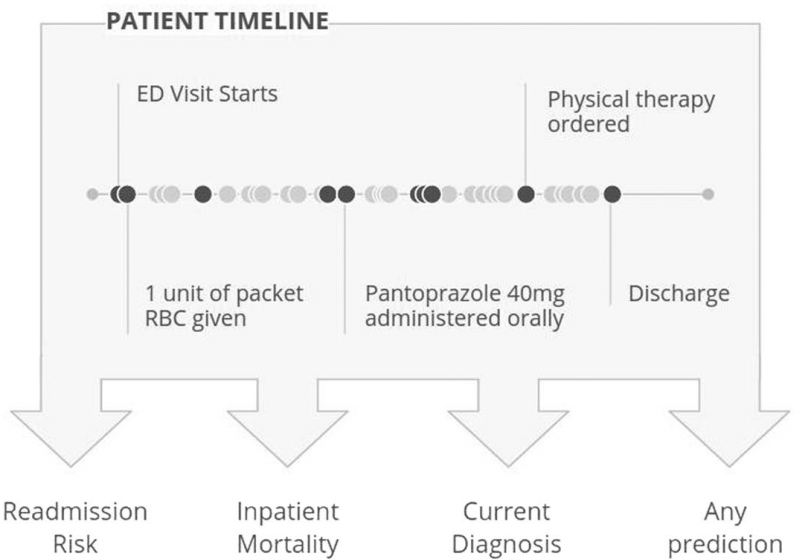 PATIENT TIMELINE
ED Visit Starts
Physical therapy
ordered
1 unit of packet
RBC given
Pantoprazole 40mg
administered orally
Discharge
Readmission
Risk
Inpatient
Mortality
Current
Diagnosis
Any
prediction